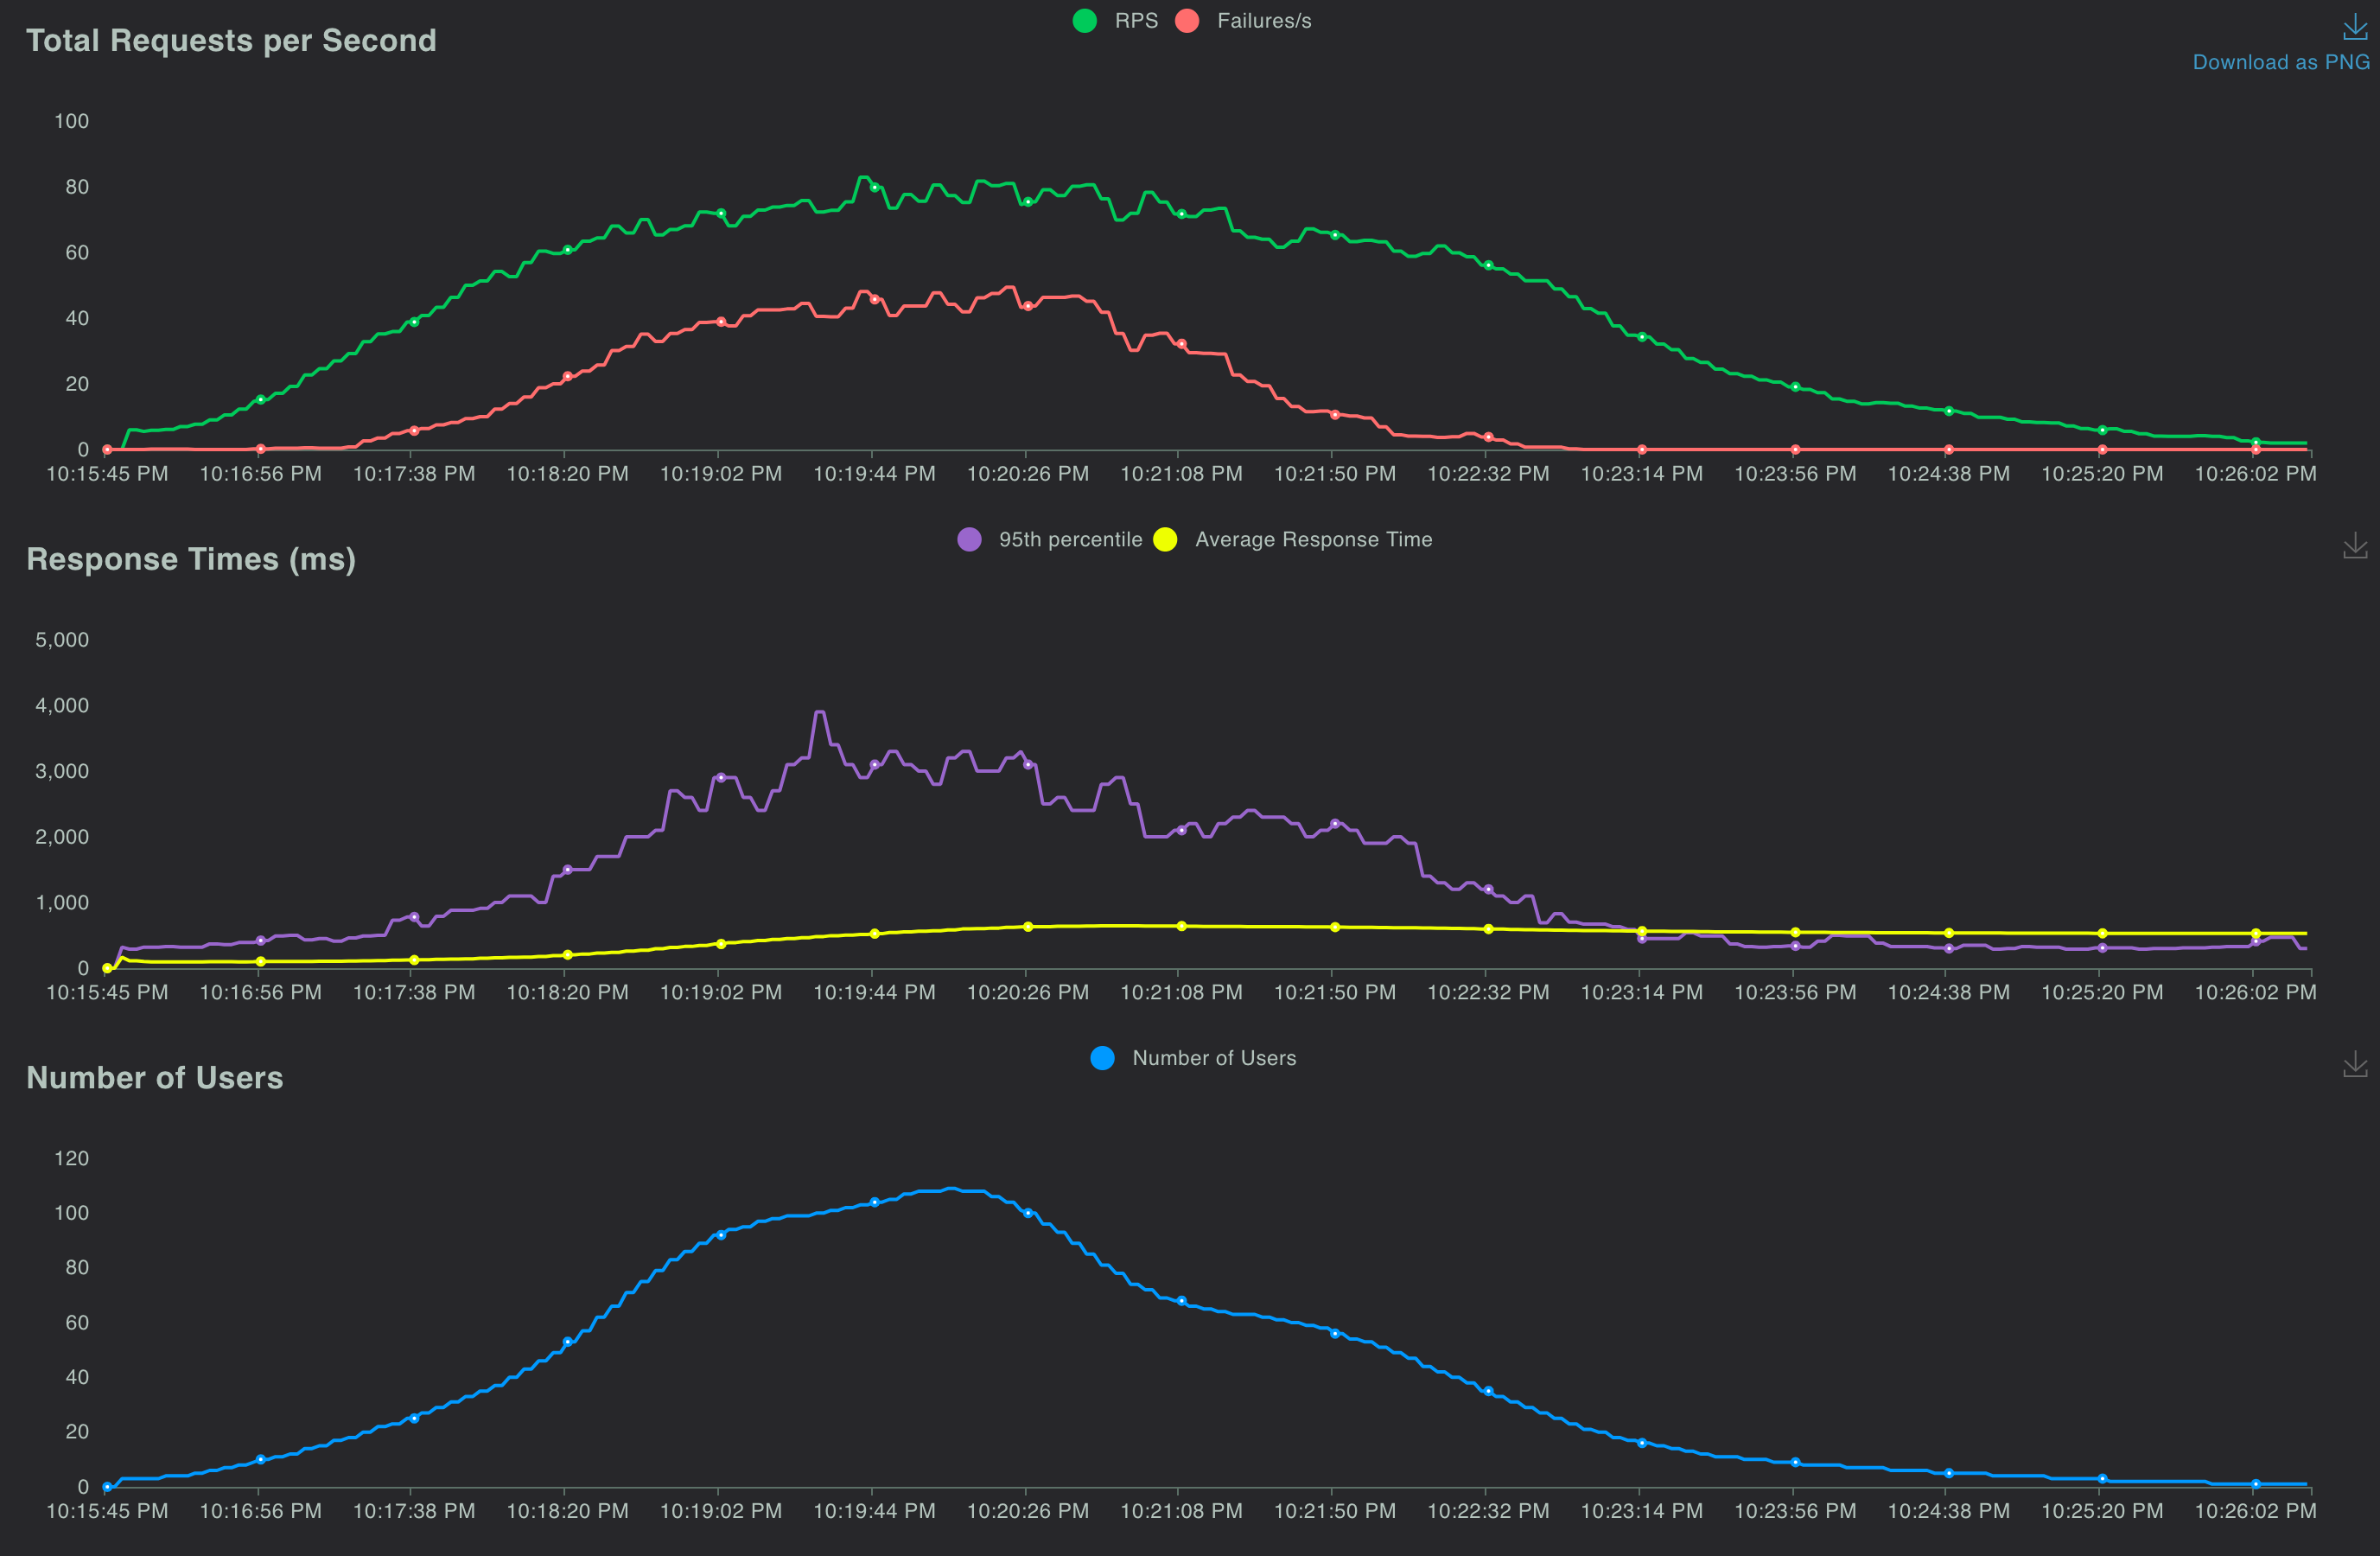 Total Requests per Second
RPS Failures/s
Download as PNG
100
80
60
40
20
0
10:15:45 PM 10:16:56 PM 10:17:38 PM 10:18:20 PM 10:19:02 PM 10:19:44 PM 10:20:26 PM 10:21:08 PM 10:21:50 PM 10:22:32 PM 10:23:14 PM 10:23:56 PM 10:24:38 PM 10:25:20 PM 10:26:02 PM
Response Times (ms)
95th percentile Average Response Time
5,000
4,000
3,000
2,000
1,000
0
10:15:45 PM 10:16:56 PM 10:17:38 PM 10:18:20 PM 10:19:02 PM 10:19:44 PM 10:20:26 PM 10:21:08 PM 10:21:50 PM 10:22:32 PM 10:23:14 PM 10:23:56 PM 10:24:38 PM 10:25:20 PM 10:26:02 PM
Number of Users
Number of Users
120
100
80
60
40
20
0
10:15:45 PM 10:16:56 PM 10:17:38 PM 10:18:20 PM 10:19:02 PM 10:19:44 PM 10:20:26 PM 10:21:08 PM 10:21:50 PM 10:22:32 PM 10:23:14 PM 10:23:56 PM 10:24:38 PM 10:25:20 PM 10:26:02 PM